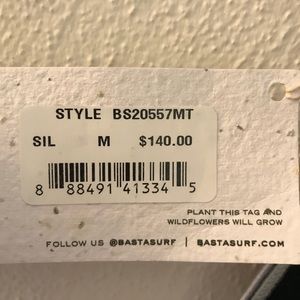 STYLE BS20557MT
SIL M $140.00
8 88491 41334 5
PLANT THIS TAG AND
WILDFLOWERS WILL GROW
FOLLOW US @BASTASURF | BASTASURF.COM